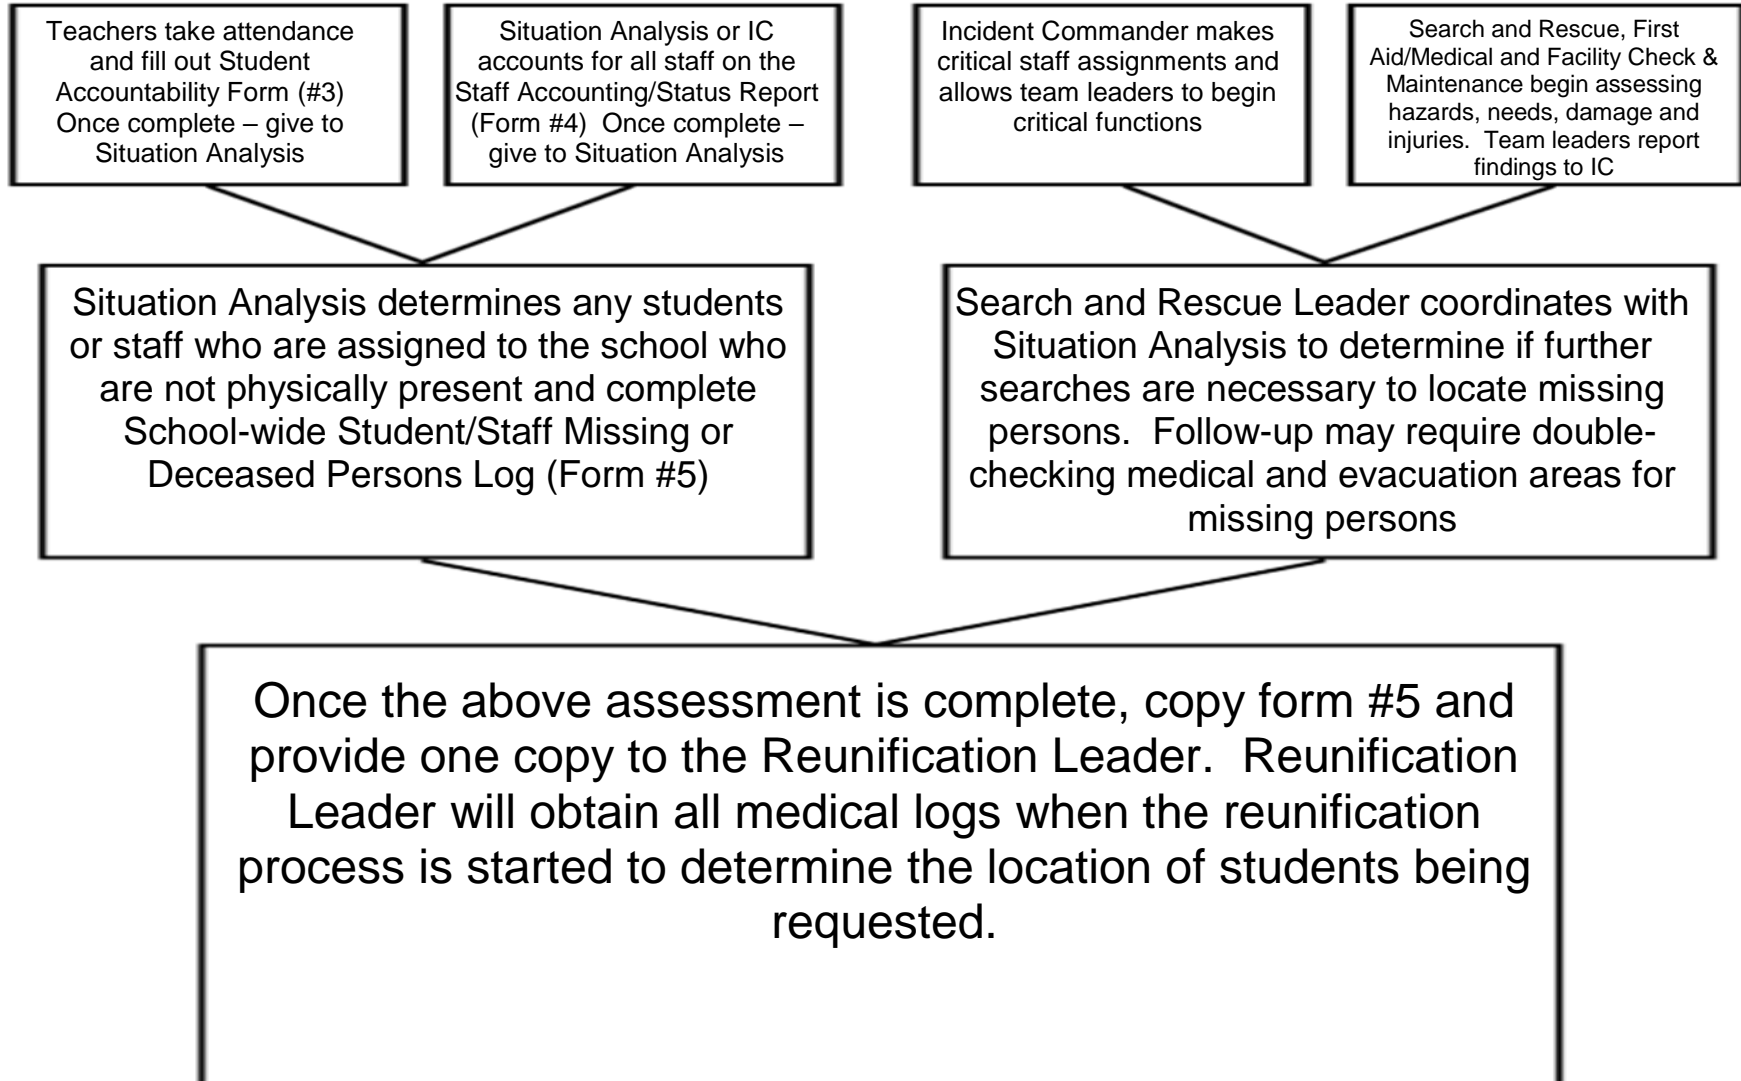 Teachers take attendance
and fill out Student
Accountability Form (#3)
Once complete – give to
Situation Analysis
Situation Analysis or IC
accounts for all staff on the
Staff Accounting/Status Report
(Form #4)  Once complete –
give to Situation Analysis
Incident Commander makes
critical staff assignments and
allows team leaders to begin
critical functions
Search and Rescue, First
Aid/Medical and Facility Check &
Maintenance begin assessing
hazards, needs, damage and
injuries.  Team leaders report
findings to IC
Situation Analysis determines any students
or staff who are assigned to the school who
are not physically present and complete
School-wide Student/Staff Missing or
Deceased Persons Log (Form #5)
Search and Rescue Leader coordinates with
Situation Analysis to determine if further
searches are necessary to locate missing
persons.  Follow-up may require double-
checking medical and evacuation areas for
missing persons
Once the above assessment is complete, copy form #5 and
provide one copy to the Reunification Leader.  Reunification
Leader will obtain all medical logs when the reunification
process is started to determine the location of students being
requested.